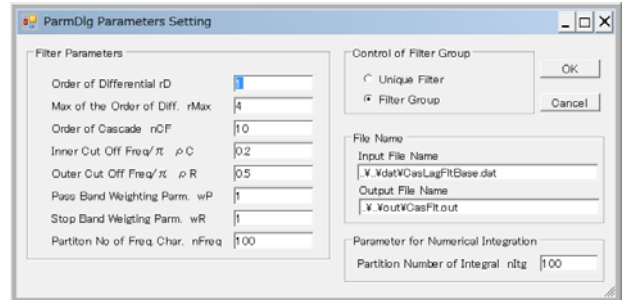 ParmDlg Parameters Setting
Filter Parameters
Order of Differential rD
1
Max of the Order of Diff. rMax
4
Order of Cascade nCF
10
Inner Cut Off Freq/π ρC
0.2
Outer Cut Off Freq/π ρR
0.5
Pass Band Weighting Parm. wP
1
Stop Band Weigting Parm. wR
1
Partiton No of Freq. Char. nFreq
100
Control of Filter Group
Unique Filter
Filter Group
OK
Cancel
File Name
Input File Name
..¥..¥dat¥CasLagFltBase.dat
Output File Name
..¥..¥out¥CasFlt.out
Parameter for Numerical Integration
Partition Number of Integral nItg
100